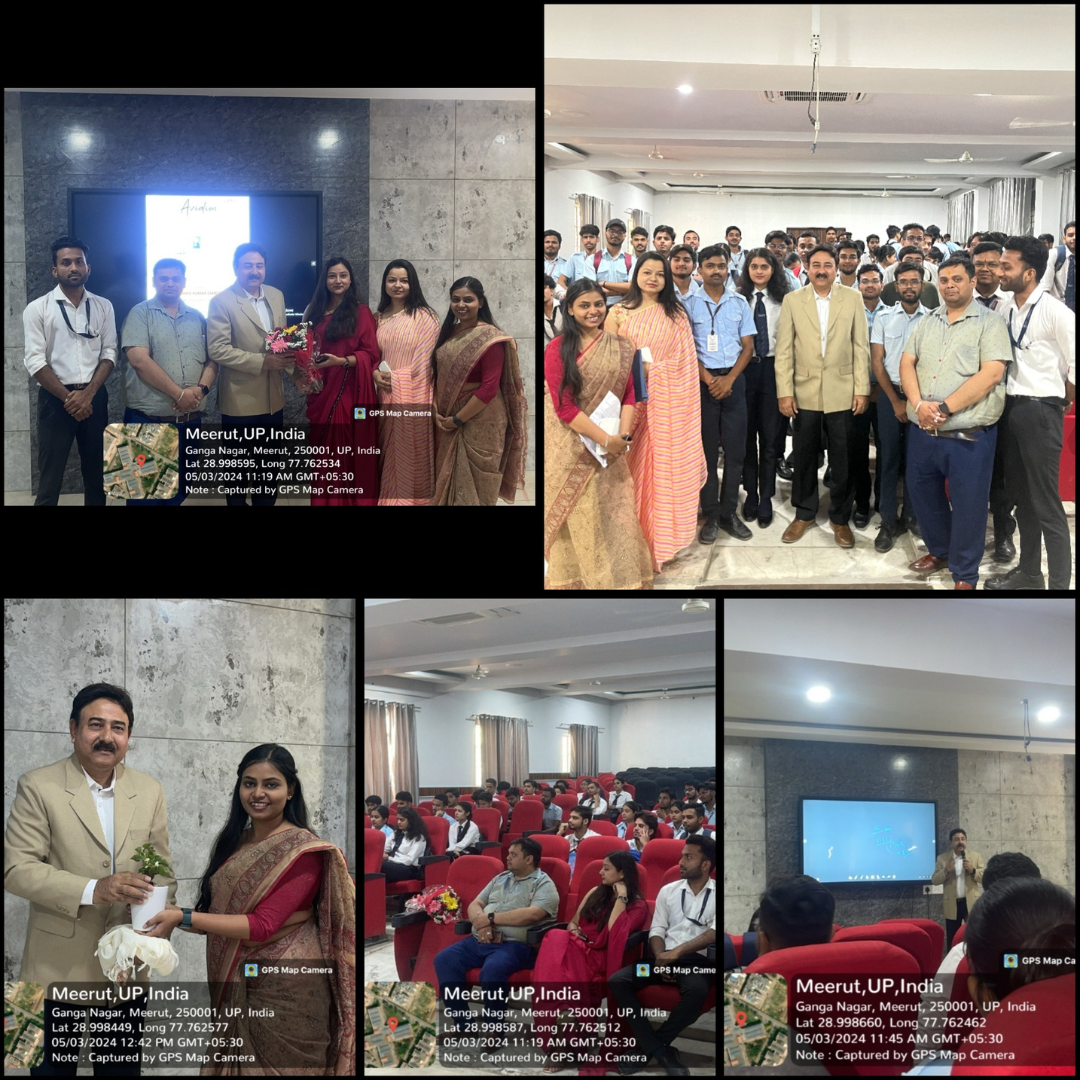 GPS Map Camera
Meerut,UP,India
Ganga Nagar, Meerut, 250001, UP, India
Lat 28.998595, Long 77.762534
05/03/2024 11:19 AM GMT+05:30
Note : Captured by GPS Map Camera
GPS Map Camera
Meerut,UP,India
Ganga Nagar, Meerut, 250001, UP, India
Lat 28.998449, Long 77.762577
05/03/2024 12:42 PM GMT+05:30
Note : Captured by GPS Map Camera
GPS Map Came
Meerut,UP,India
Ganga Nagar, Meerut, 250001, UP, India
Lat 28.998587, Long 77.762512
05/03/2024 11:19 AM GMT+05:30
Note : Captured by GPS Map Camera
GPS Map Ca
Meerut,UP,India
Ganga Nagar, Meerut, 250001, UP, India
Lat 28.998660, Long 77.762462
05/03/2024 11:45 AM GMT+05:30
Note : Captured by GPS Map Camera